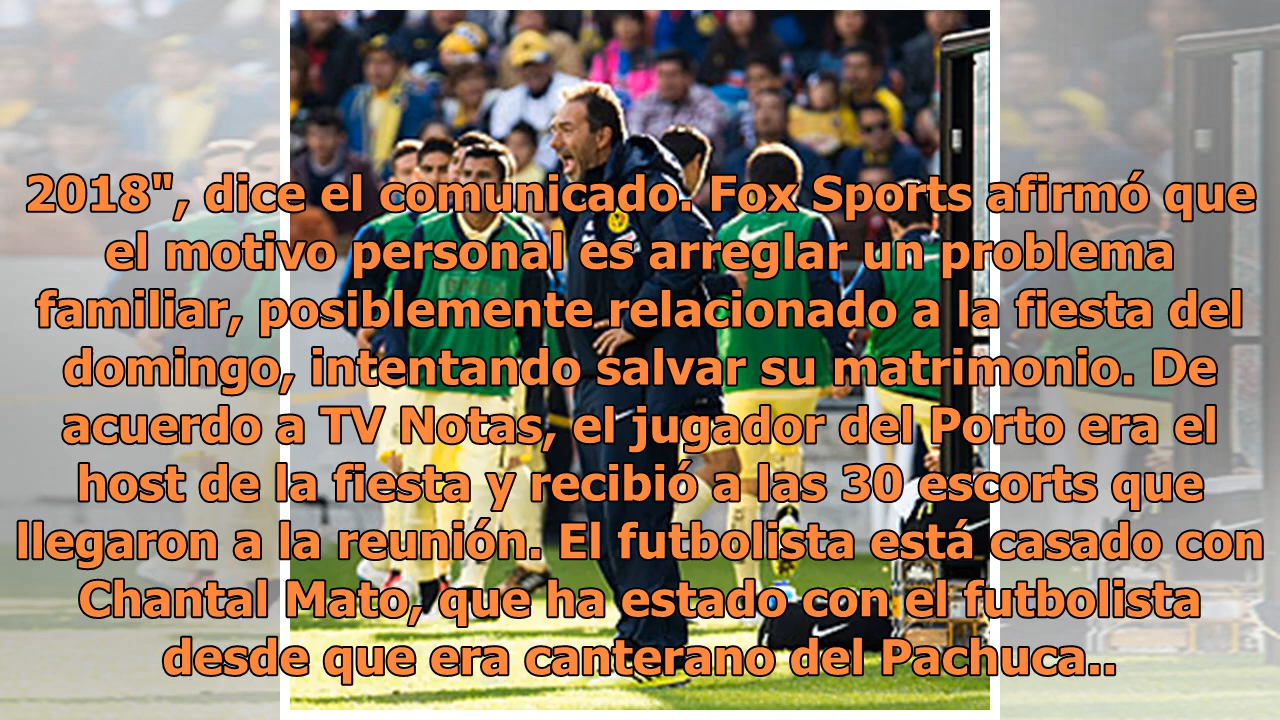 2018", dice el comunicado. Fox Sports afirmó que
el motivo personal es arreglar un problema
familiar, posiblemente relacionado a la fiesta del
domingo, intentando salvar su matrimonio. De
acuerdo a TV Notas, el jugador del Porto era el
host de la fiesta y recibió a las 30 escorts que
llegaron a la reunión. El futbolista está casado con
Chantal Mato, que ha estado con el futbolista
desde que era canterano del Pachuca..